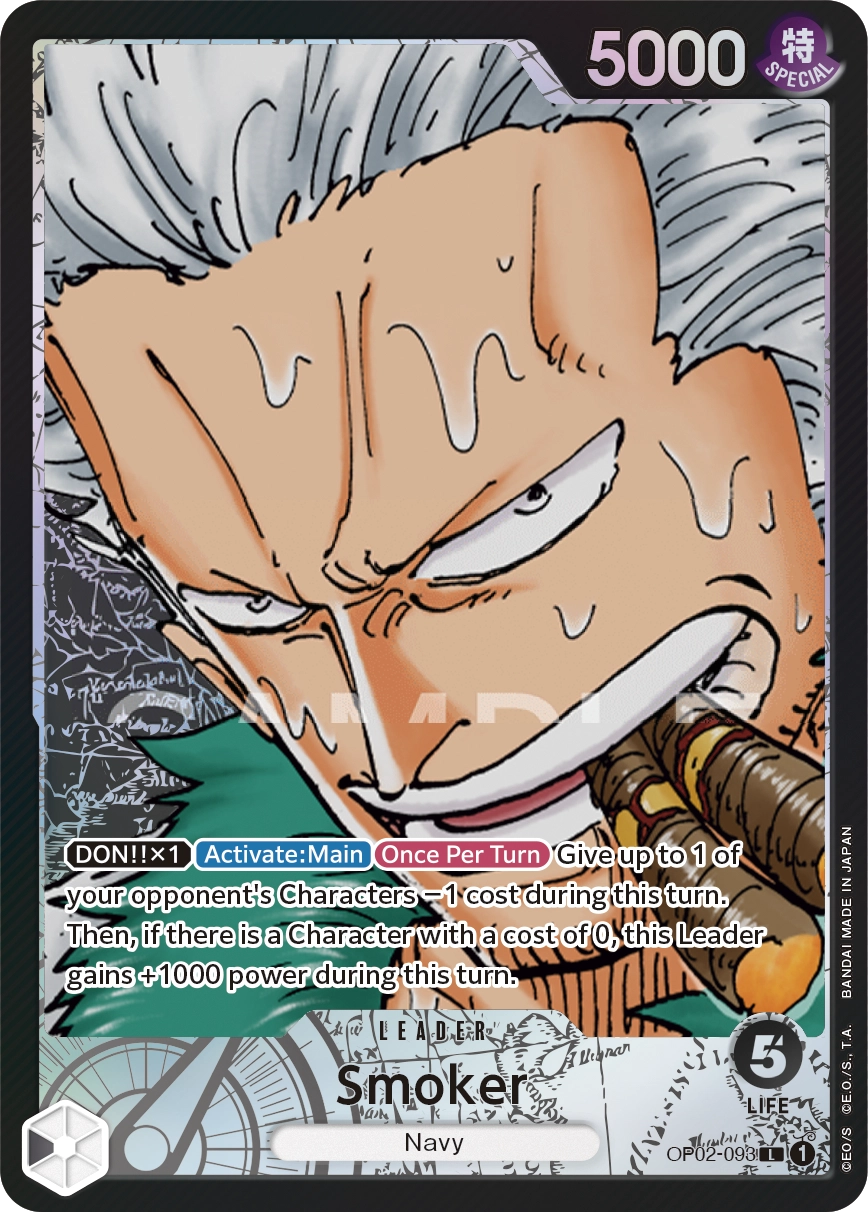 5000
特
SPECIAL
SAMPLE
DON!!×1 Activate:Main Once Per Turn Give up to 1 of
your opponent's Characters −1 cost during this turn.
Then, if there is a Character with a cost of 0, this Leader
gains +1000 power during this turn.
LEADER
Smoker
Navy
5
LIFE
OP02-093 L 1
©EO/S ©E.O./S., T.A. BANDAI MADE IN JAPAN